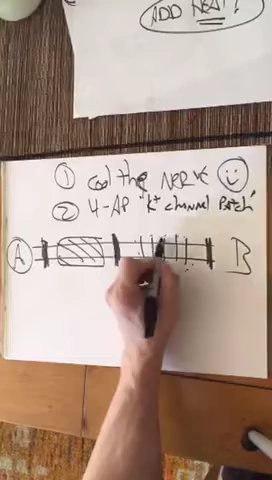 ADD HEAT?
① cool the NERVE
② 4-AP "K+ channel Patch"
A B